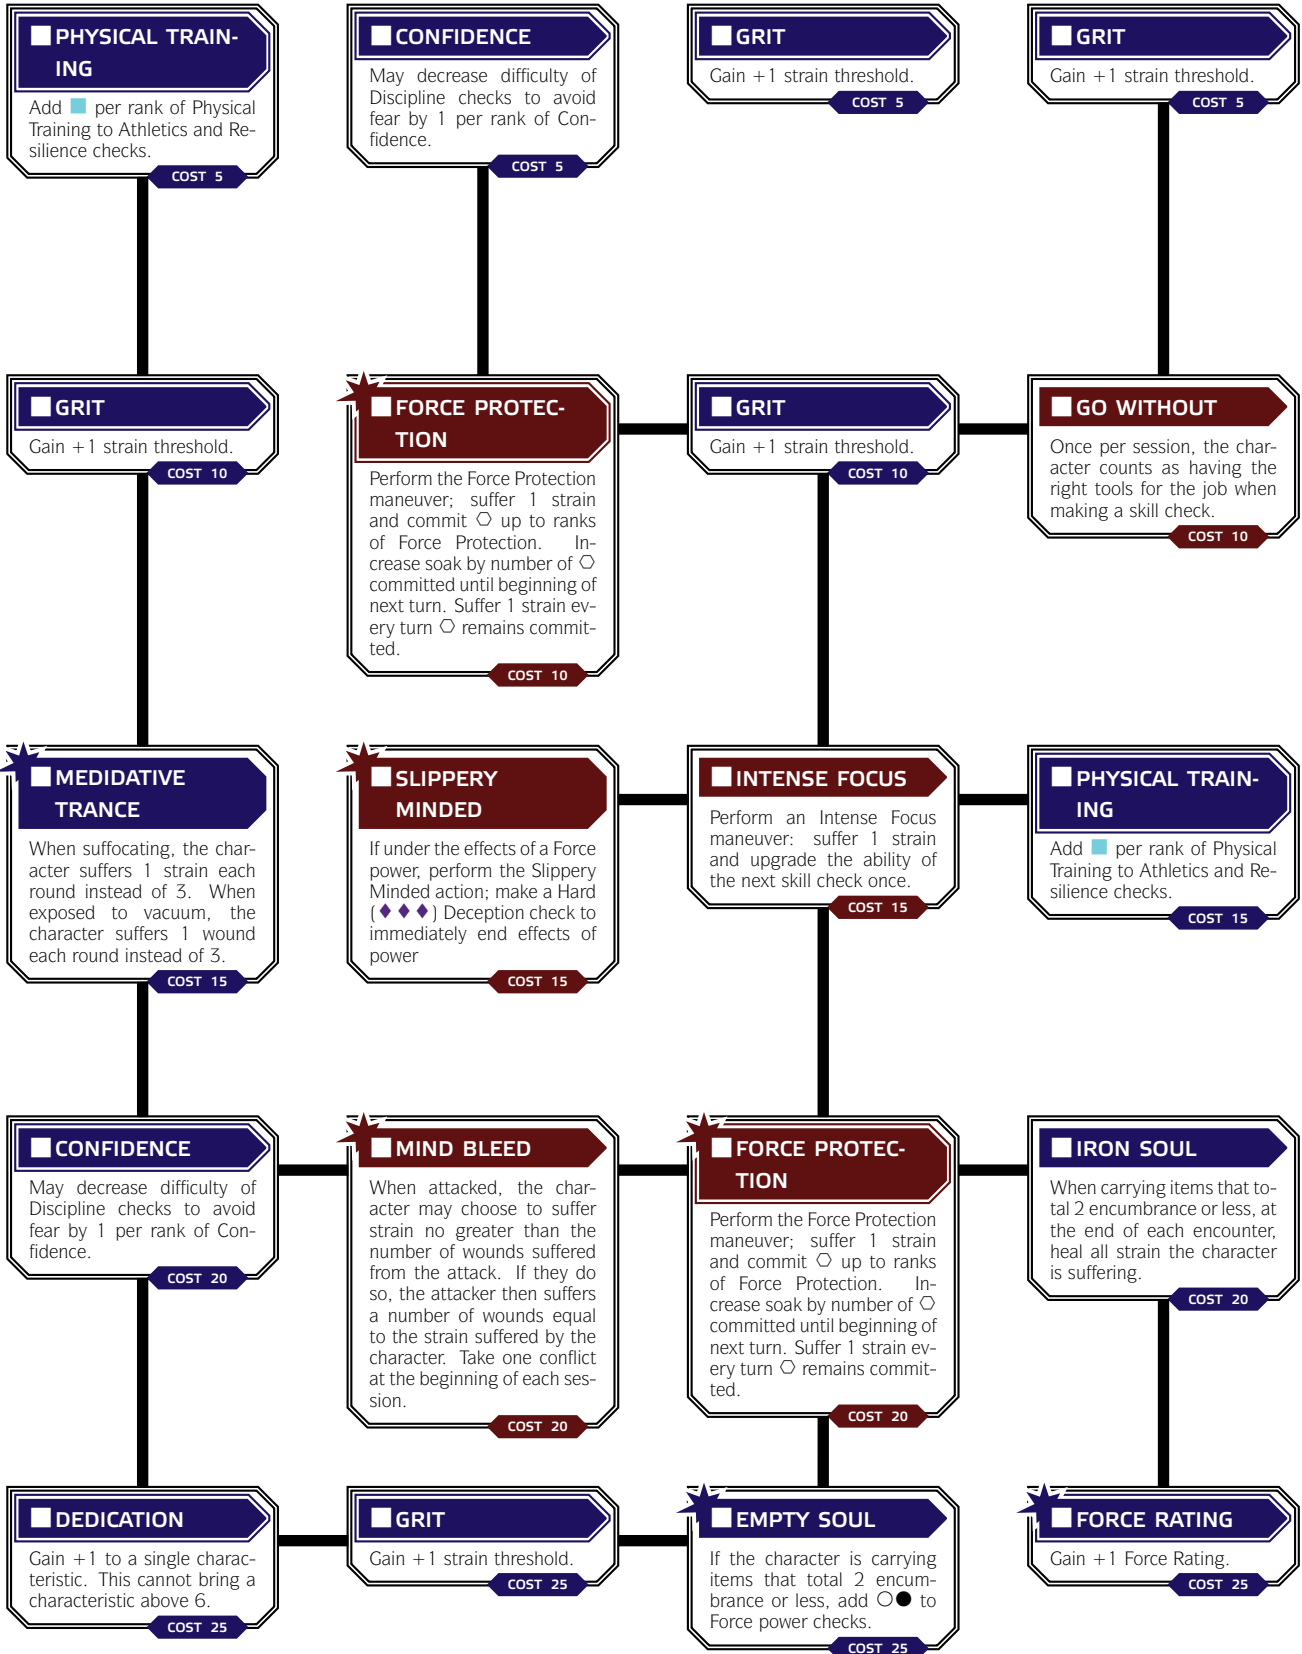 PHYSICAL TRAIN-
ING
Add per rank of Physical
Training to Athletics and Re-
silience checks.
COST 5
CONFIDENCE
May decrease difficulty of
Discipline checks to avoid
fear by 1 per rank of Con-
fidence.
COST 5
GRIT
Gain +1 strain threshold.
COST 5
GRIT
Gain +1 strain threshold.
COST 5
GRIT
Gain +1 strain threshold.
COST 10
FORCE PROTEC-
TION
Perform the Force Protection
maneuver; suffer 1 strain
and commit ⬡ up to ranks
of Force Protection. In-
crease soak by number of ⬡
committed until beginning of
next turn. Suffer 1 strain ev-
ery turn ⬡ remains commit-
ted.
COST 10
GRIT
Gain +1 strain threshold.
COST 10
GO WITHOUT
Once per session, the char-
acter counts as having the
right tools for the job when
making a skill check.
COST 10
MEDIDATIVE
TRANCE
When suffocating, the char-
acter suffers 1 strain each
round instead of 3. When
exposed to vacuum, the
character suffers 1 wound
each round instead of 3.
COST 15
SLIPPERY
MINDED
If under the effects of a Force
power, perform the Slippery
Minded action; make a Hard
(♦♦♦) Deception check to
immediately end effects of
power
COST 15
INTENSE FOCUS
Perform an Intense Focus
maneuver: suffer 1 strain
and upgrade the ability of
the next skill check once.
COST 15
PHYSICAL TRAIN-
ING
Add per rank of Physical
Training to Athletics and Re-
silience checks.
COST 15
CONFIDENCE
May decrease difficulty of
Discipline checks to avoid
fear by 1 per rank of Con-
fidence.
COST 20
MIND BLEED
When attacked, the char-
acter may choose to suffer
strain no greater than the
number of wounds suffered
from the attack. If they do
so, the attacker then suffers
a number of wounds equal
to the strain suffered by the
character. Take one conflict
at the beginning of each ses-
sion.
COST 20
FORCE PROTEC-
TION
Perform the Force Protection
maneuver; suffer 1 strain
and commit ⬡ up to ranks
of Force Protection. In-
crease soak by number of ⬡
committed until beginning of
next turn. Suffer 1 strain ev-
ery turn ⬡ remains commit-
ted.
COST 20
IRON SOUL
When carrying items that to-
tal 2 encumbrance or less, at
the end of each encounter,
heal all strain the character
is suffering.
COST 20
DEDICATION
Gain +1 to a single charac-
teristic. This cannot bring a
characteristic above 6.
COST 25
GRIT
Gain +1 strain threshold.
COST 25
EMPTY SOUL
If the character is carrying
items that total 2 encum-
brance or less, add ○● to
Force power checks.
COST 25
FORCE RATING
Gain +1 Force Rating.
COST 25